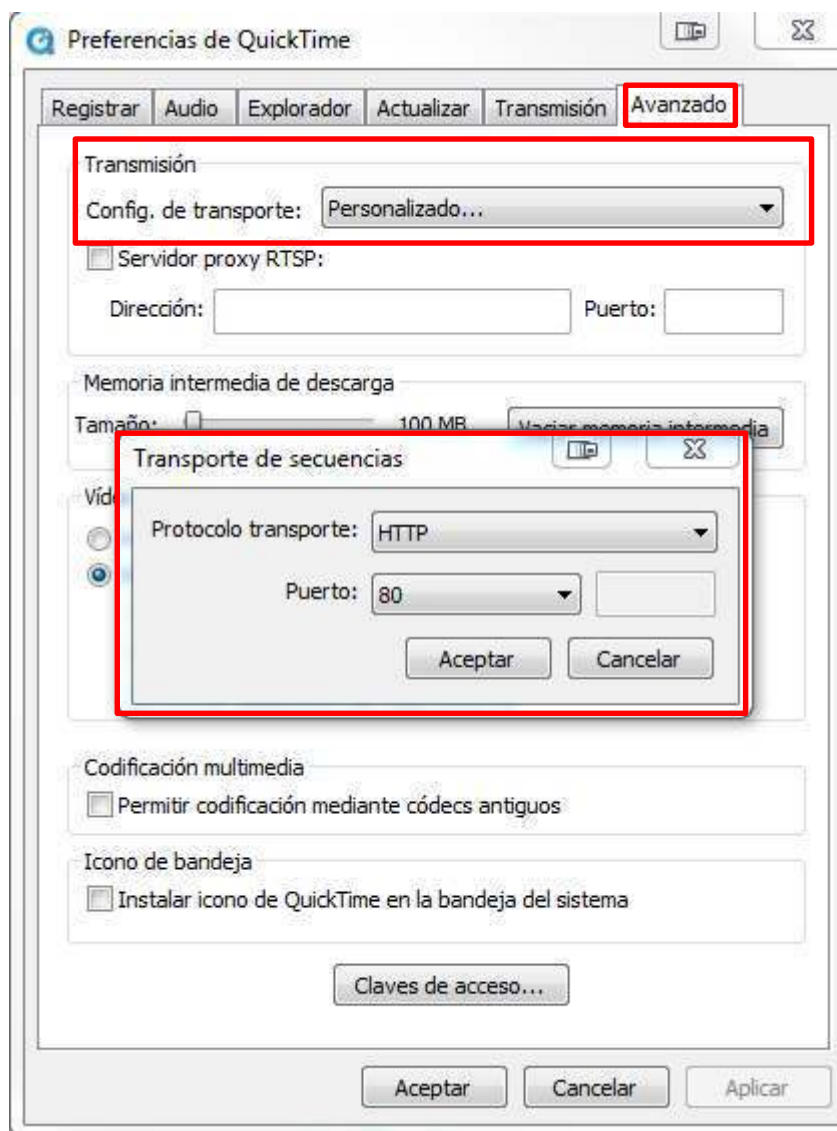 Preferencias de QuickTime
Registrar Audio Explorador Actualizar Transmisión Avanzado
Transmisión
Config. de transporte: Personalizado...
Servidor proxy RTSP:
Dirección: Puerto:
Memoria intermedia de descarga
Tamaño: 100 MB Vaciar memoria intermedia
Transporte de secuencias
Protocolo transporte: HTTP
Puerto: 80
Aceptar Cancelar
Codificación multimedia
Permitir codificación mediante códecs antiguos
Icono de bandeja
Instalar icono de QuickTime en la bandeja del sistema
Claves de acceso...
Aceptar Cancelar Aplicar